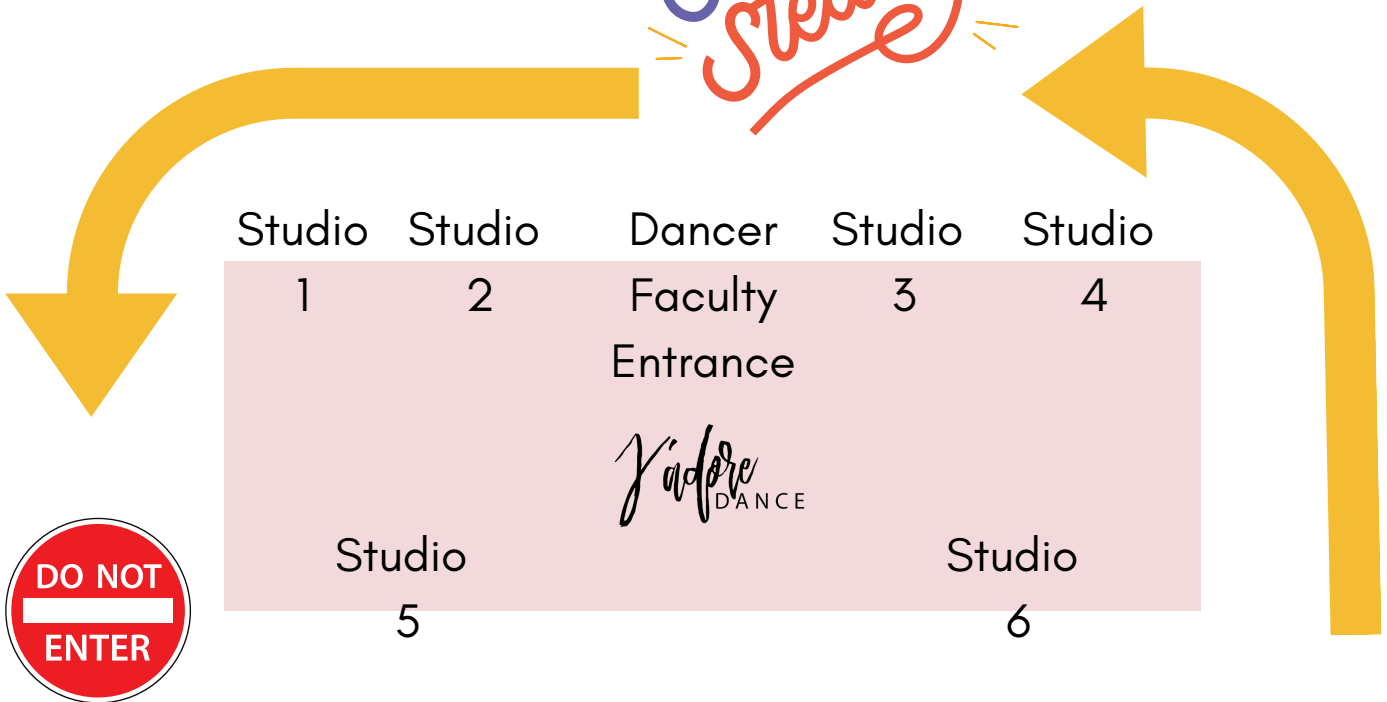 Studio Studio Dancer Studio Studio
1 2 Faculty 3 4
Entrance
J'adore
DANCE
Studio Studio
5 6
DO NOT
ENTER